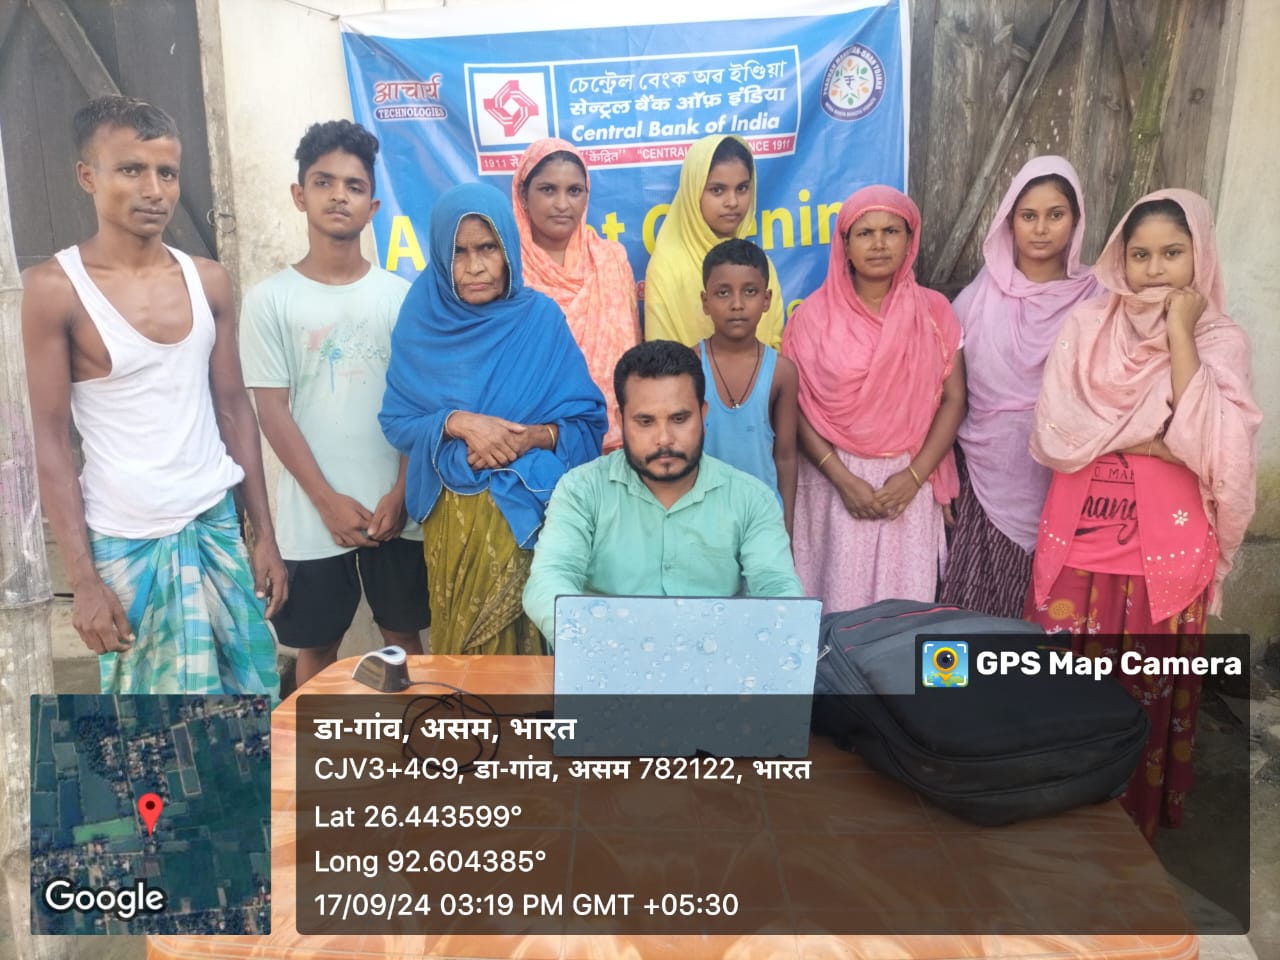 आचार्य
TECHNOLOGIES
চেন্ট্ৰেল বেংক অৱ ইণ্ডিয়া
सेन्ट्रल बैंक ऑफ़ इंडिया
Central Bank of India
1911 से "केंद्रित" "CENTRAL SINCE 1911
GPS Map Camera
डा-गांव, असम, भारत
CJV3+4C9, डा-गांव, असम 782122, भारत
Lat 26.443599°
Long 92.604385°
17/09/24 03:19 PM GMT +05:30
Google